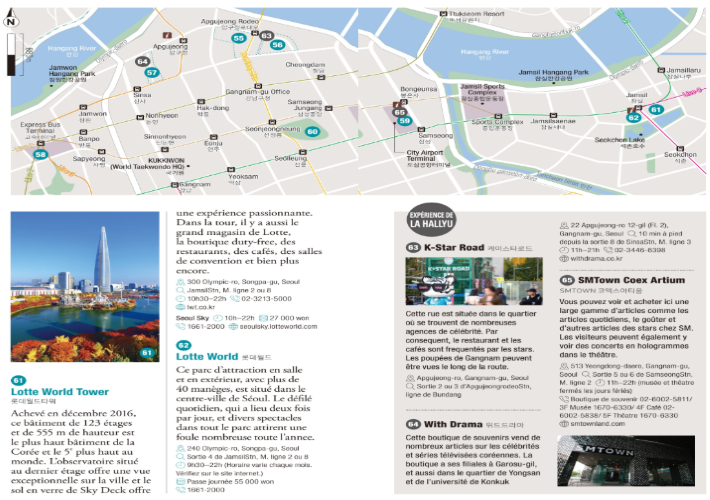 N
Apgujeong Rodeo
압구정로데오
55
63
56
Ttukseom Resort
Hangang River
한강
Apgujeong
압구정
64
57
Hangang River
한강
Jamwon
Hangang Park
잠원한강공원
Cheongdam
청담
Jamsil Hangang Park
잠실한강공원
Jamsillaru
잠실나루
Sinsa
신사
Gangnam-gu Office
강남구청
Bongeunsa
봉은사
Jamsil Sports
Complex
잠실종합운동장
Jamsil
잠실
61
62
Jamwon
잠원
Nonhyeon
논현
Hak-dong
학동
Samseong
Jungang
삼성중앙
65
59
Express Bus
Terminal
고속터미널
58
Banpo
반포
Sinnonhyeon
신논현
Eonju
언주
Seonjeongneung
선정릉
60
Samseong
삼성
Sports Complex
종합운동장
Jamsilsaenae
잠실새내
Seokchon Lake
석촌호수
Sapyeong
사평
KUKKIWON
(World Taekwondo HQ)
국기원
Yeoksam
역삼
Seolleung
선릉
City Airport
Terminal
도심공항터미널
Seokchon
석촌
Gangnam
강남
61
61
Lotte World Tower
롯데월드타워
Achevé en décembre 2016,
ce bâtiment de 123 étages
et de 555 m de hauteur est
le plus haut bâtiment de la
Corée et le 5e plus haut au
monde. L'observatoire situé
au dernier étage offre une vue
exceptionnelle sur la ville et le
sol en verre de Sky Deck offre
une expérience passionnante.
Dans la tour, il y a aussi le
grand magasin de Lotte,
la boutique duty-free, des
restaurants, des cafés, des salles
de convention et bien plus
encore.
300 Olympic-ro, Songpa-gu, Seoul
JamsilStn, M. ligne 2 ou 8
10h30~22h 02-3213-5000
lwt.co.kr
Seoul Sky 10h~22h 27 000 won
1661-2000 seoulsky.lotteworld.com
62
Lotte World 롯데월드
Ce parc d'attraction en salle
et en extérieur, avec plus de
40 manèges, est situé dans le
centre-ville de Séoul. Le défilé
quotidien, qui a lieu deux fois
par jour, et divers spectacles
dans tout le parc attirent une
foule nombreuse toute l'année.
240 Olympic-ro, Songpa-gu, Seoul
Sortie 4 de JamsilStn, M. ligne 2 ou 8
9h30~22h (Horaire varie chaque mois.
Vérifiez sur le site internet.)
Passe journée 55 000 won
1661-2000
EXPÉRIENCE DE
LA HALLYU
63 K-Star Road 케이스타로드
K-STAR ROAD
Cette rue est située dans le quartier
où se trouvent de nombreuses
agences de célébrité. Par
consequent, le restaurant et les
cafés sont frequentés par les stars.
Les poupées de Gangnam peuvent
être vues le long de la route.
Apgujeong-ro, Gangnam-gu, Seoul
Sortie 2 ou 3 d'ApgujeongrodeoStn,
ligne de Bundang
64 With Drama 위드드라마
Cette boutique de souvenirs vend de
nombreux articles sur les célébrités
et séries télévisées coréennes. La
boutique a ses filiales à Garosu-gil,
et aussi dans le quartier de Yongsan
et de l'université de Konkuk
22 Apgujeong-ro 12-gil (Fl. 2),
Gangnam-gu, Seoul 10 min à pied
depuis la sortie 6 de SinsaStn, M. ligne 3
11h~21h 02-3446-6398
withdrama.co.kr
65 SMTown Coex Artium
SMTOWN 코엑스아티움
Vous pouvez voir et acheter ici une
large gamme d'articles comme les
articles quotidiens, le goûter et
d'autres articles des stars chez SM.
Les visiteurs peuvent également y
voir des concerts en hologrammes
dans le théâtre.
513 Yeongdong-daero, Gangnam-gu,
Seoul Sortie 5 ou 6 de SamseongStn,
M. ligne 2 11h~22h (musée et théâtre
fermés les jours fériés)
Boutique de souvenir 02-6002-5811/
3F Musée 1670-6330/ 4F Café 02-
6002-5838/ 5F Théâtre 1670-6330
smtownland.com
SMTOWN